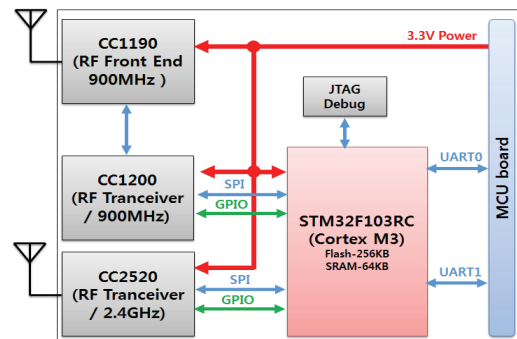 CC1190
(RF Front End
900MHz )
3.3V Power
JTAG
Debug
CC1200
(RF Tranceiver
/ 900MHz)
SPI
GPIO
STM32F103RC
(Cortex M3)
Flash-256KB
SRAM-64KB
UART0
UART1
MCU board
CC2520
(RF Tranceiver
/ 2.4GHz)
SPI
GPIO